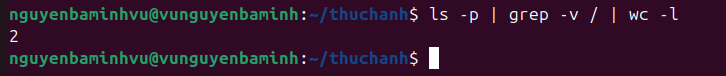 nguyenbaminhvu@vunguyenbaminh:~/thuchanh$ ls -p | grep -v / | wc -l
2
nguyenbaminhvu@vunguyenbaminh:~/thuchanh$